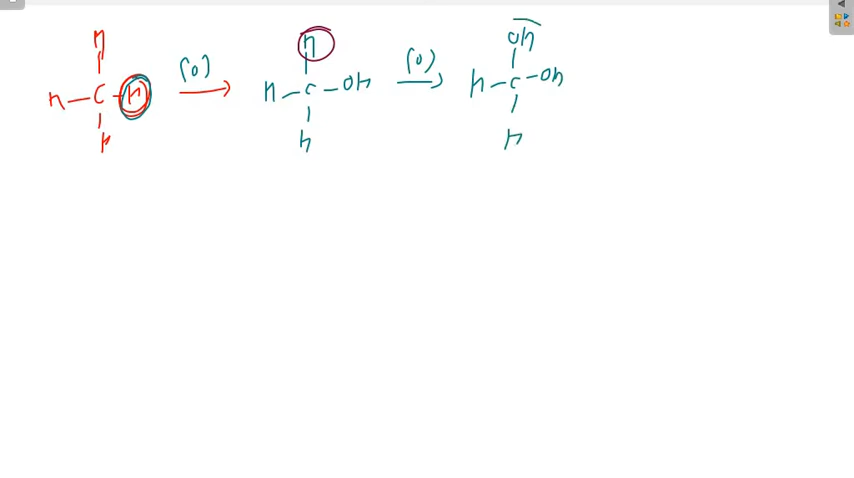 H [O] H [O] OH
H - C - H → H - C - OH → H - C - OH
H H H